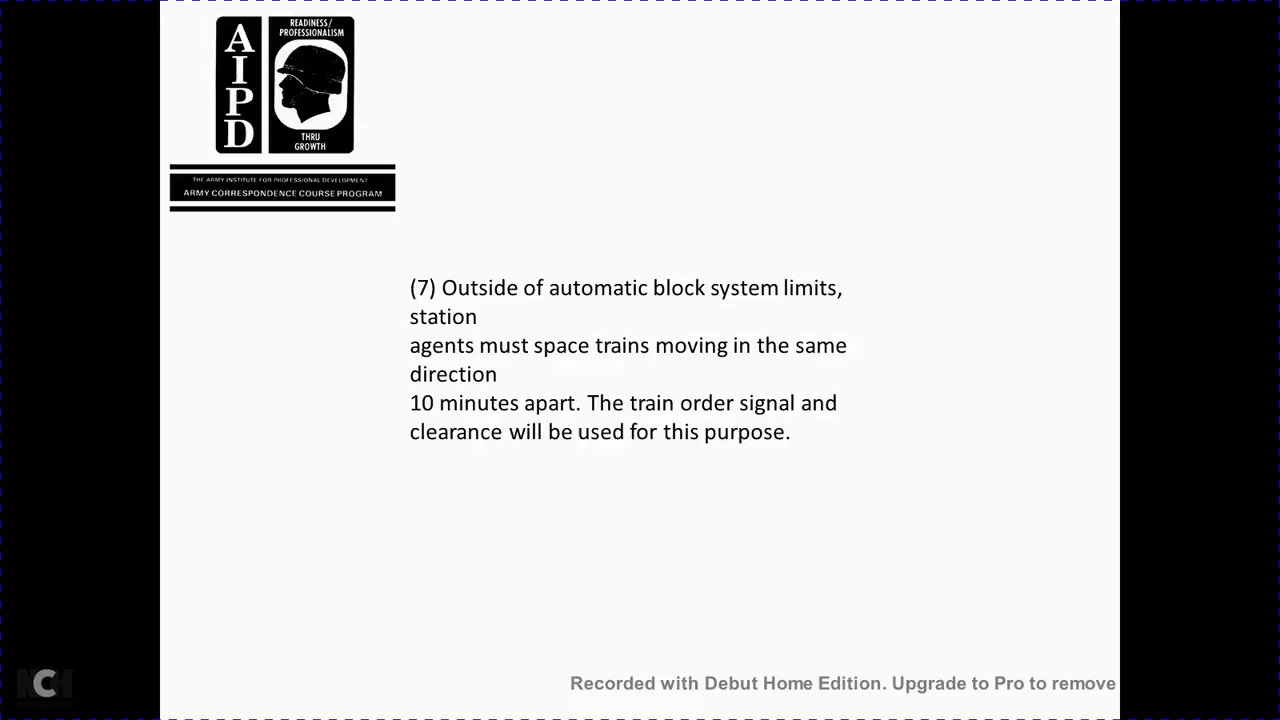 AIPD
READINESS/
PROFESSIONALISM
THRU
GROWTH
THE ARMY INSTITUTE FOR PROFESSIONAL DEVELOPMENT
ARMY CORRESPONDENCE COURSE PROGRAM
(7) Outside of automatic block system limits,
station
agents must space trains moving in the same
direction
10 minutes apart. The train order signal and
clearance will be used for this purpose.
NCH
Recorded with Debut Home Edition. Upgrade to Pro to remove